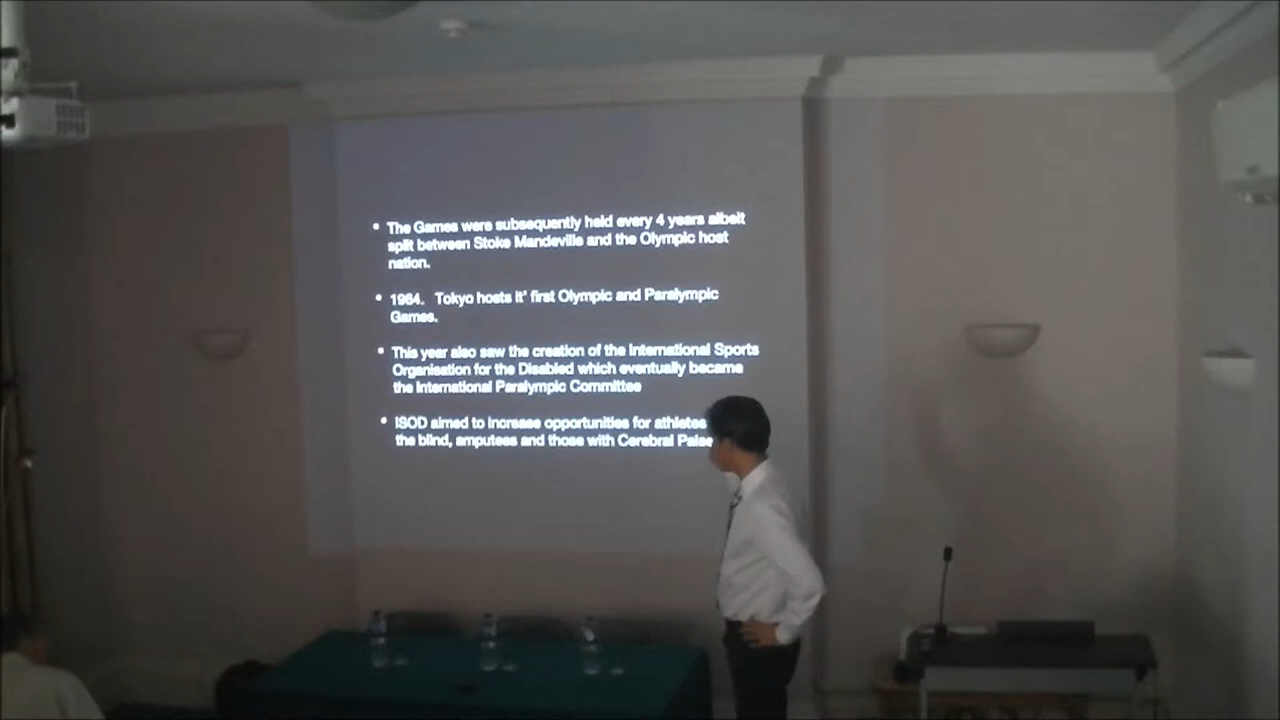 • The Games were subsequently held every 4 years albeit
split between Stoke Mandeville and the Olympic host
nation.
• 1964. Tokyo hosts it' first Olympic and Paralympic
Games.
• This year also saw the creation of the International Sports
Organisation for the Disabled which eventually became
the International Paralympic Committee
• ISOD aimed to increase opportunities for athletes
the blind, amputees and those with Cerebral